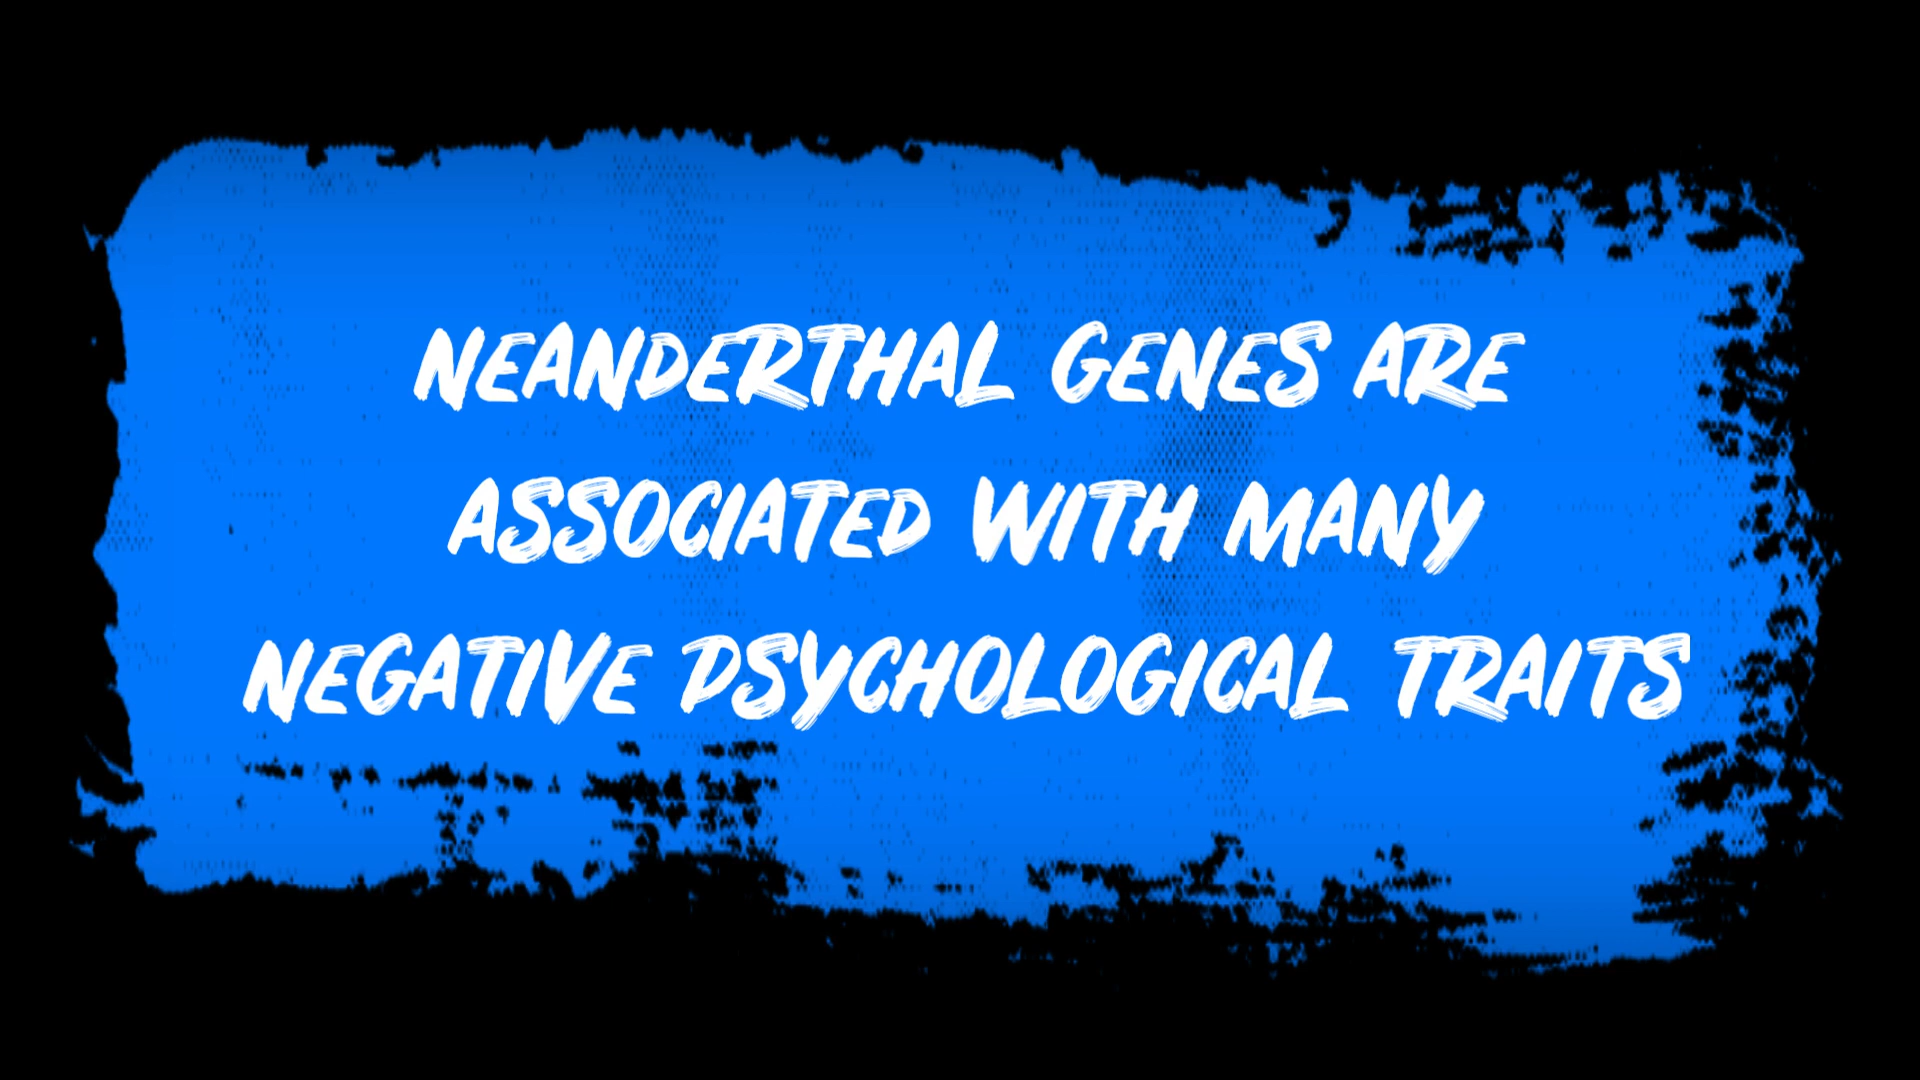 NEANDERTHAL GENES ARE
ASSOCIATED WITH MANY
NEGATIVE PSYCHOLOGICAL TRAITS